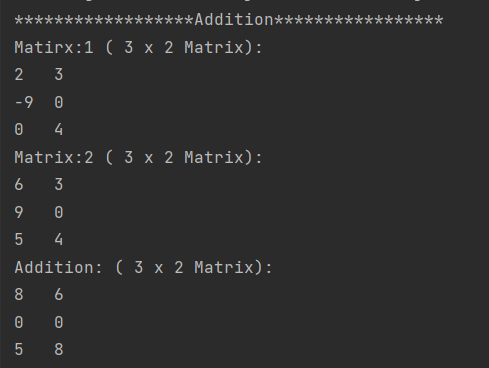 ******************Addition*****************
Matirx:1 ( 3 x 2 Matrix):
2   3
-9  0
0   4
Matrix:2 ( 3 x 2 Matrix):
6   3
9   0
5   4
Addition: ( 3 x 2 Matrix):
8   6
0   0
5   8